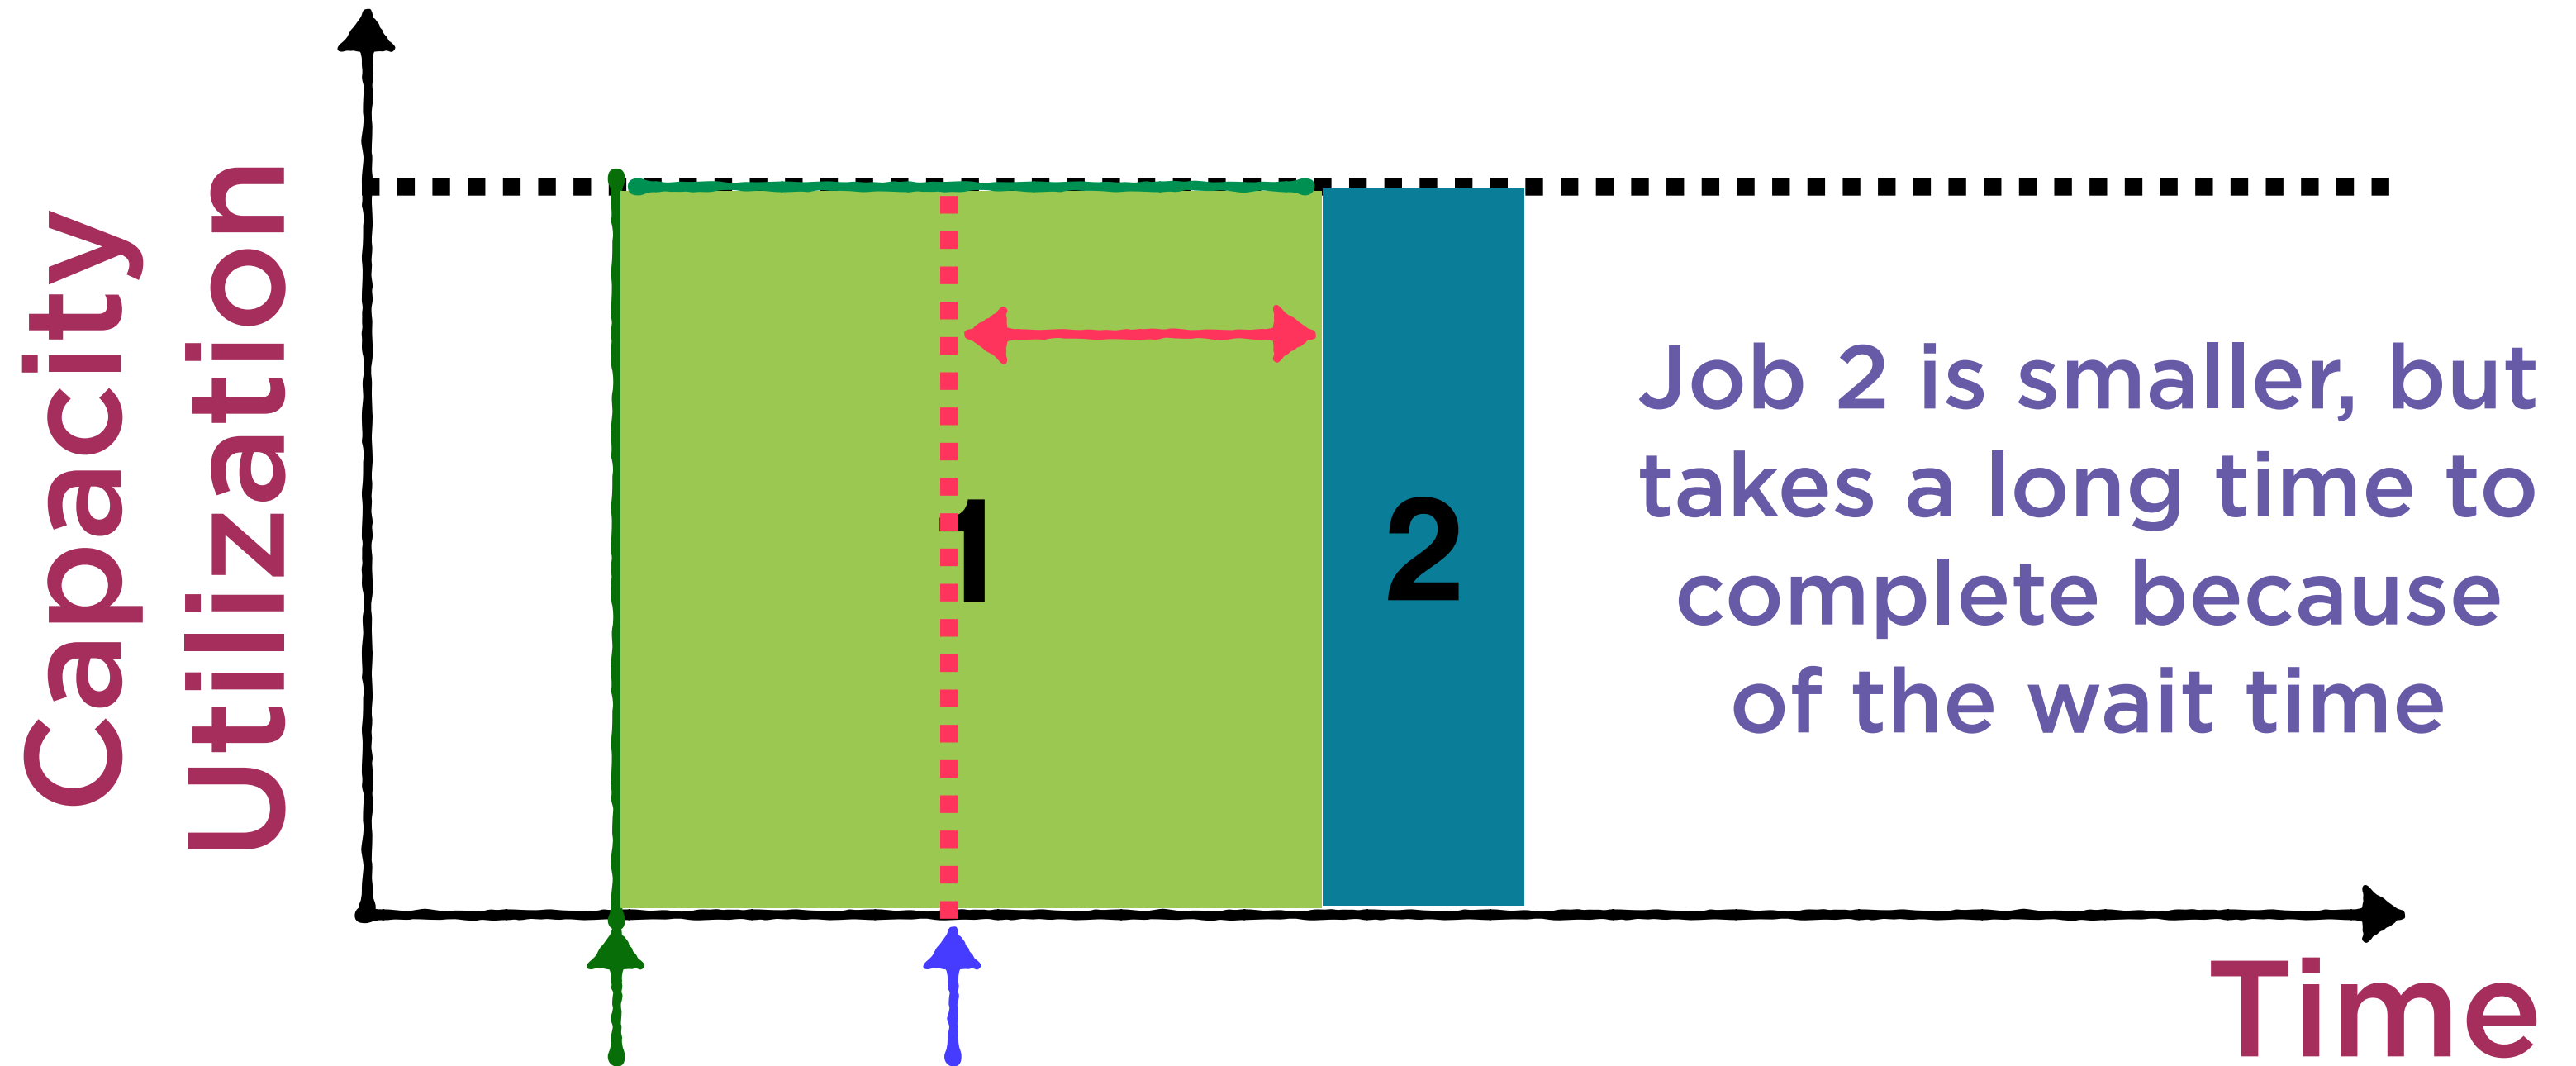 Capacity
Utilization
1
2
Job 2 is smaller, but
takes a long time to
complete because
of the wait time
Time